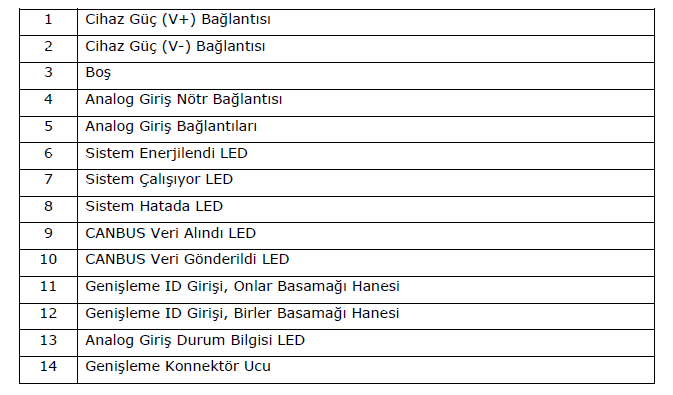 1 Cihaz Güç (V+) Bağlantısı
2 Cihaz Güç (V-) Bağlantısı
3 Boş
4 Analog Giriş Nötr Bağlantısı
5 Analog Giriş Bağlantıları
6 Sistem Enerjilendi LED
7 Sistem Çalışıyor LED
8 Sistem Hatada LED
9 CANBUS Veri Alındı LED
10 CANBUS Veri Gönderildi LED
11 Genişleme ID Girişi, Onlar Basamağı Hanesi
12 Genişleme ID Girişi, Birler Basamağı Hanesi
13 Analog Giriş Durum Bilgisi LED
14 Genişleme Konnektör Ucu